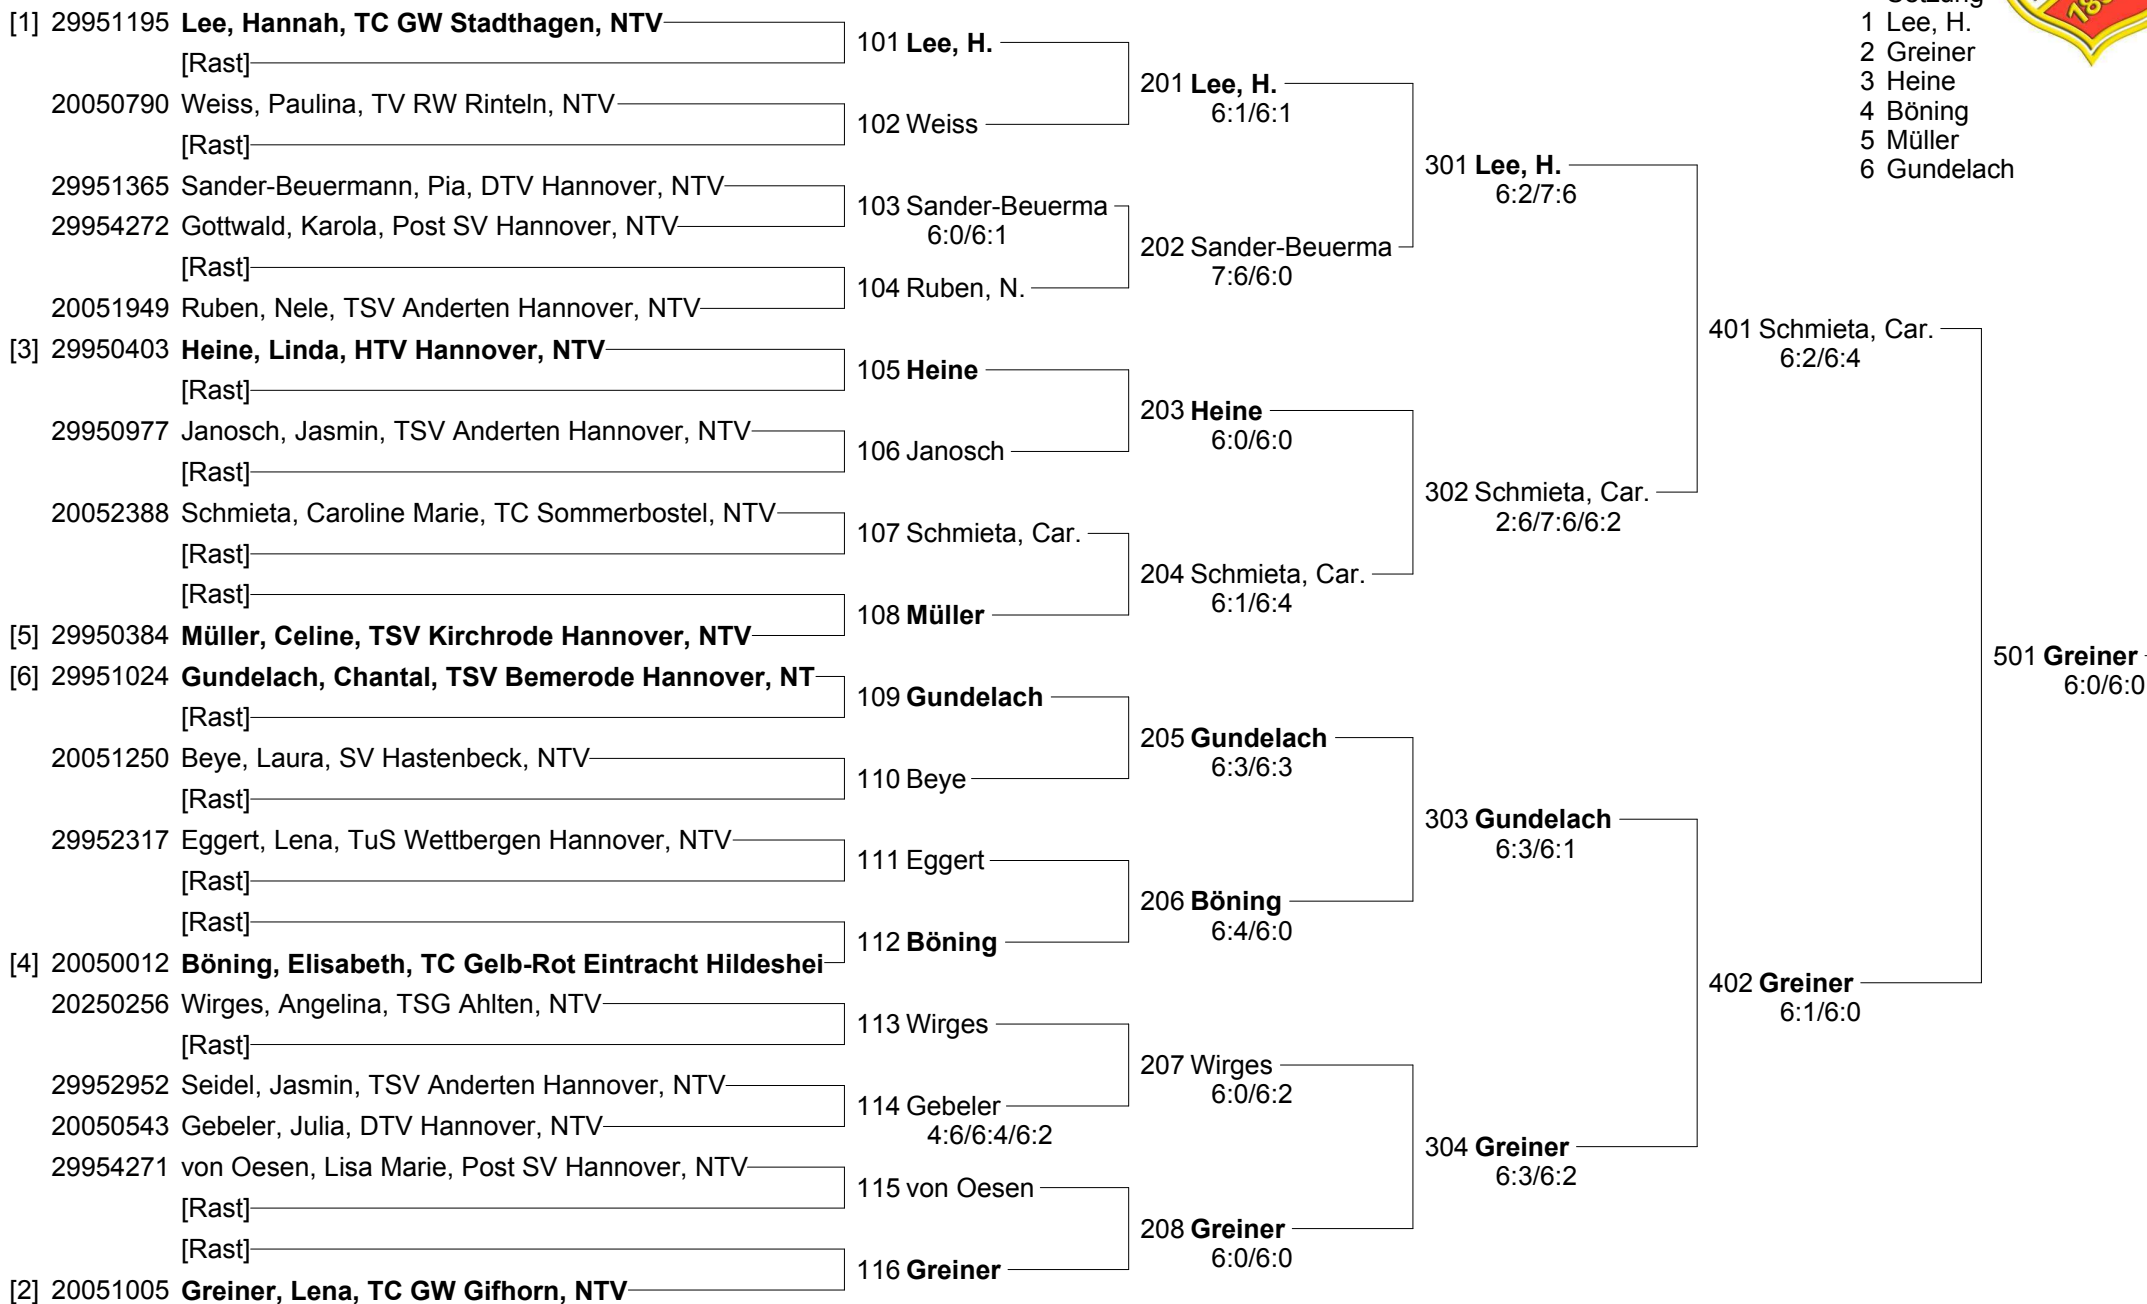 [1] 29951195 Lee, Hannah, TC GW Stadthagen, NTV
[Rast]
20050790 Weiss, Paulina, TV RW Rinteln, NTV
[Rast]
29951365 Sander-Beuermann, Pia, DTV Hannover, NTV
29954272 Gottwald, Karola, Post SV Hannover, NTV
[Rast]
20051949 Ruben, Nele, TSV Anderten Hannover, NTV
[3] 29950403 Heine, Linda, HTV Hannover, NTV
[Rast]
29950977 Janosch, Jasmin, TSV Anderten Hannover, NTV
[Rast]
20052388 Schmieta, Caroline Marie, TC Sommerbostel, NTV
[Rast]
[Rast]
[5] 29950384 Müller, Celine, TSV Kirchrode Hannover, NTV
[6] 29951024 Gundelach, Chantal, TSV Bemerode Hannover, NT
[Rast]
20051250 Beye, Laura, SV Hastenbeck, NTV
[Rast]
29952317 Eggert, Lena, TuS Wettbergen Hannover, NTV
[Rast]
[Rast]
[4] 20050012 Böning, Elisabeth, TC Gelb-Rot Eintracht Hildeshei
20250256 Wirges, Angelina, TSG Ahlten, NTV
[Rast]
29952952 Seidel, Jasmin, TSV Anderten Hannover, NTV
20050543 Gebeler, Julia, DTV Hannover, NTV
29954271 von Oesen, Lisa Marie, Post SV Hannover, NTV
[Rast]
[Rast]
[2] 20051005 Greiner, Lena, TC GW Gifhorn, NTV
101 Lee, H.
102 Weiss
103 Sander-Beuerma
6:0/6:1
104 Ruben, N.
105 Heine
106 Janosch
107 Schmieta, Car.
108 Müller
109 Gundelach
110 Beye
111 Eggert
112 Böning
113 Wirges
114 Gebeler
4:6/6:4/6:2
115 von Oesen
116 Greiner
201 Lee, H.
6:1/6:1
202 Sander-Beuerma
7:6/6:0
203 Heine
6:0/6:0
204 Schmieta, Car.
6:1/6:4
205 Gundelach
6:3/6:3
206 Böning
6:4/6:0
207 Wirges
6:0/6:2
208 Greiner
6:0/6:0
301 Lee, H.
6:2/7:6
302 Schmieta, Car.
2:6/7:6/6:2
303 Gundelach
6:3/6:1
304 Greiner
6:3/6:2
401 Schmieta, Car.
6:2/6:4
402 Greiner
6:1/6:0
501 Greiner
6:0/6:0
1 Lee, H.
2 Greiner
3 Heine
4 Böning
5 Müller
6 Gundelach